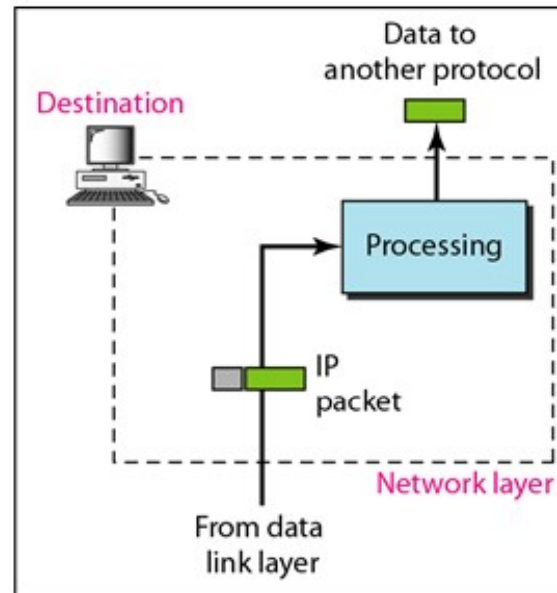 Data to
another protocol
Destination
Processing
IP
packet
Network layer
From data
link layer